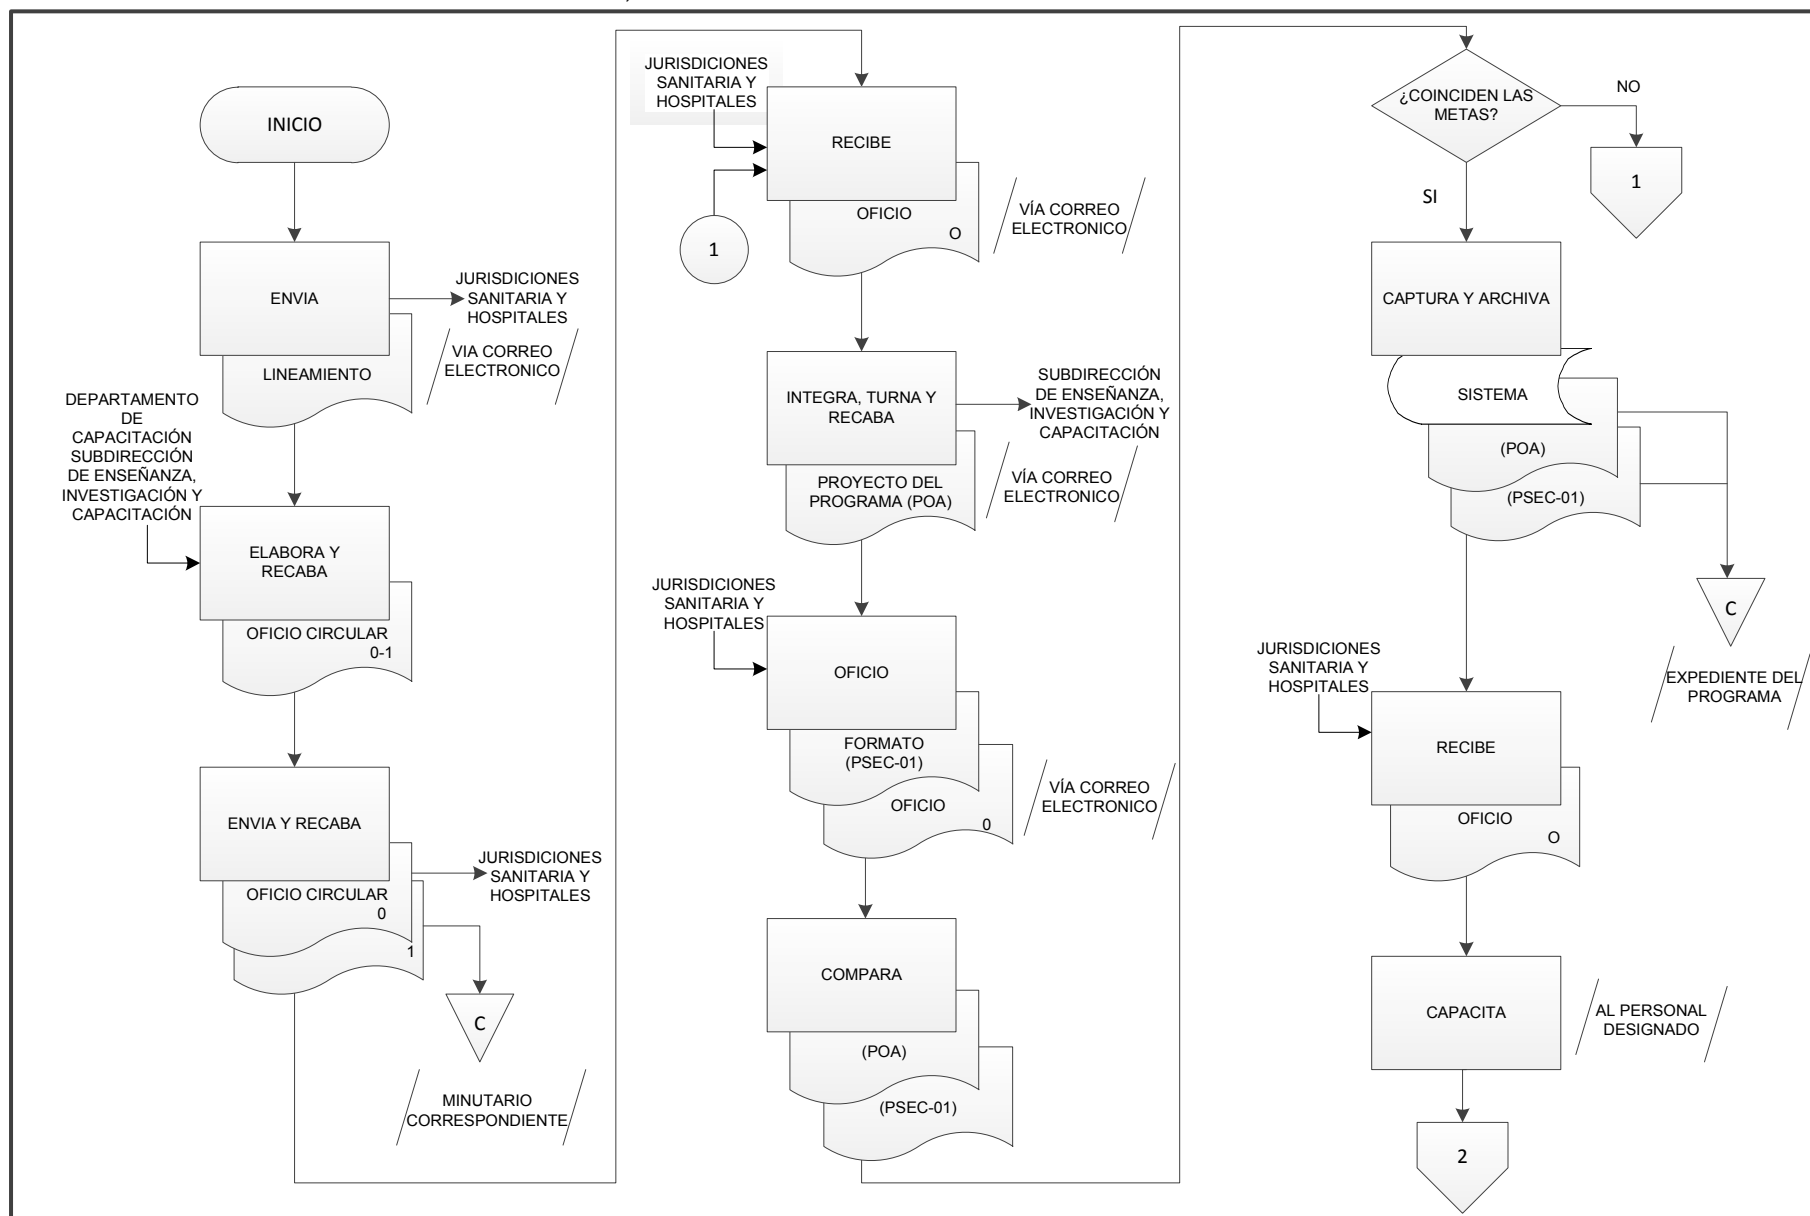 INICIO
ENVIA
JURISDICIONES
SANITARIA Y
HOSPITALES
LINEAMIENTO
VIA CORREO
ELECTRONICO
DEPARTAMENTO
DE
CAPACITACIÓN
SUBDIRECCIÓN
DE ENSEÑANZA,
INVESTIGACIÓN Y
CAPACITACIÓN
ELABORA Y
RECABA
OFICIO CIRCULAR
0-1
ENVIA Y RECABA
JURISDICIONES
SANITARIA Y
HOSPITALES
OFICIO CIRCULAR
0
1
C
MINUTARIO
CORRESPONDIENTE
JURISDICIONES
SANITARIA Y
HOSPITALES
RECIBE
1
OFICIO
O
VÍA CORREO
ELECTRONICO
INTEGRA, TURNA Y
RECABA
SUBDIRECCIÓN
DE ENSEÑANZA,
INVESTIGACIÓN Y
CAPACITACIÓN
PROYECTO DEL
PROGRAMA (POA)
VÍA CORREO
ELECTRONICO
JURISDICIONES
SANITARIA Y
HOSPITALES
OFICIO
FORMATO
(PSEC-01)
OFICIO
0
VÍA CORREO
ELECTRONICO
COMPARA
(POA)
(PSEC-01)
¿COINCIDEN LAS
METAS?
NO
1
SI
CAPTURA Y ARCHIVA
SISTEMA
(POA)
(PSEC-01)
C
EXPEDIENTE DEL
PROGRAMA
JURISDICIONES
SANITARIA Y
HOSPITALES
RECIBE
OFICIO
O
CAPACITA
AL PERSONAL
DESIGNADO
2